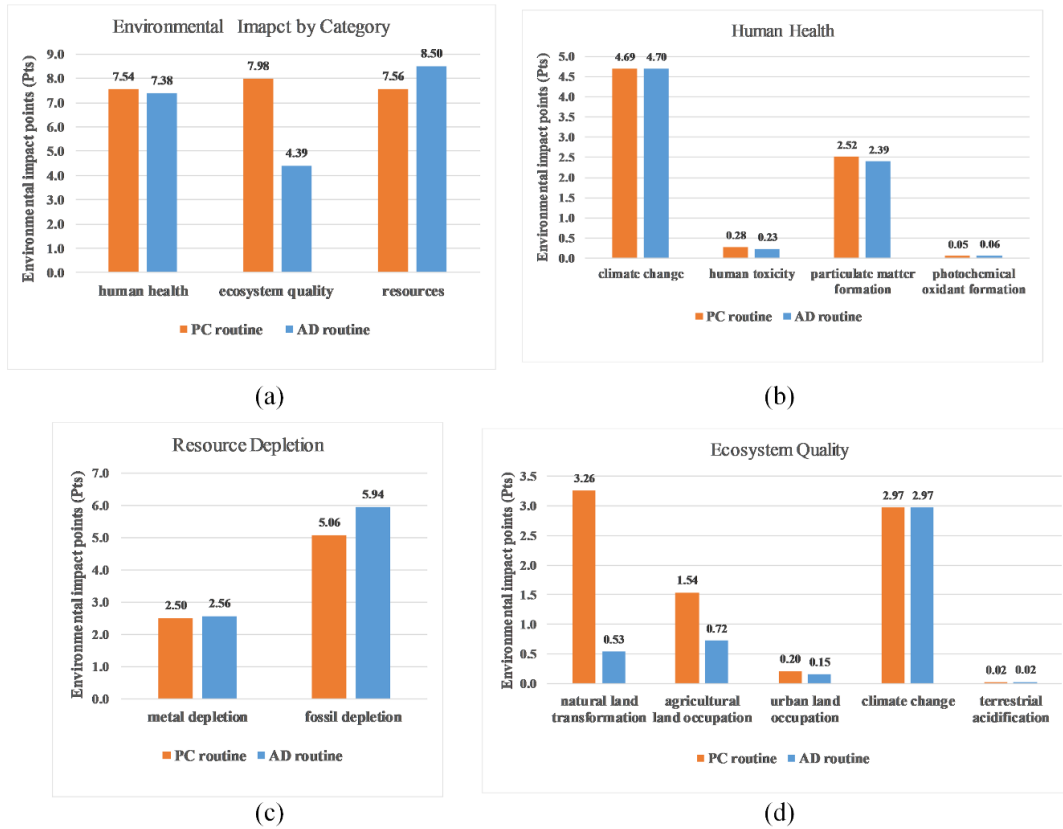 Environmental Imapct by Category
Environmental impact points (Pts)
9.0
8.0
7.0
6.0
5.0
4.0
3.0
2.0
1.0
0.0
7.54
7.38
7.98
4.39
7.56
8.50
human health
ecosystem quality
resources
PC routine
AD routine
(a)
Human Health
Environmental impact points (Pts)
5.0
4.5
4.0
3.5
3.0
2.5
2.0
1.5
1.0
0.5
0.0
4.69
4.70
0.28
0.23
2.52
2.39
0.05
0.06
climate change
human toxicity
particulate matter
formation
photochemical
oxidant formation
PC routine
AD routine
(b)
Resource Depletion
Environmental impact points (Pts)
7.0
6.0
5.0
4.0
3.0
2.0
1.0
0.0
2.50
2.56
5.06
5.94
metal depletion
fossil depletion
PC routine
AD routine
(c)
Ecosystem Quality
Environmental impact points (Pts)
3.5
3.0
2.5
2.0
1.5
1.0
0.5
0.0
3.26
0.53
1.54
0.72
0.20
0.15
2.97
2.97
0.02
0.02
natural land
transformation
agricultural
land occupation
urban land
occupation
climate change
terrestrial
acidification
PC routine
AD routine
(d)